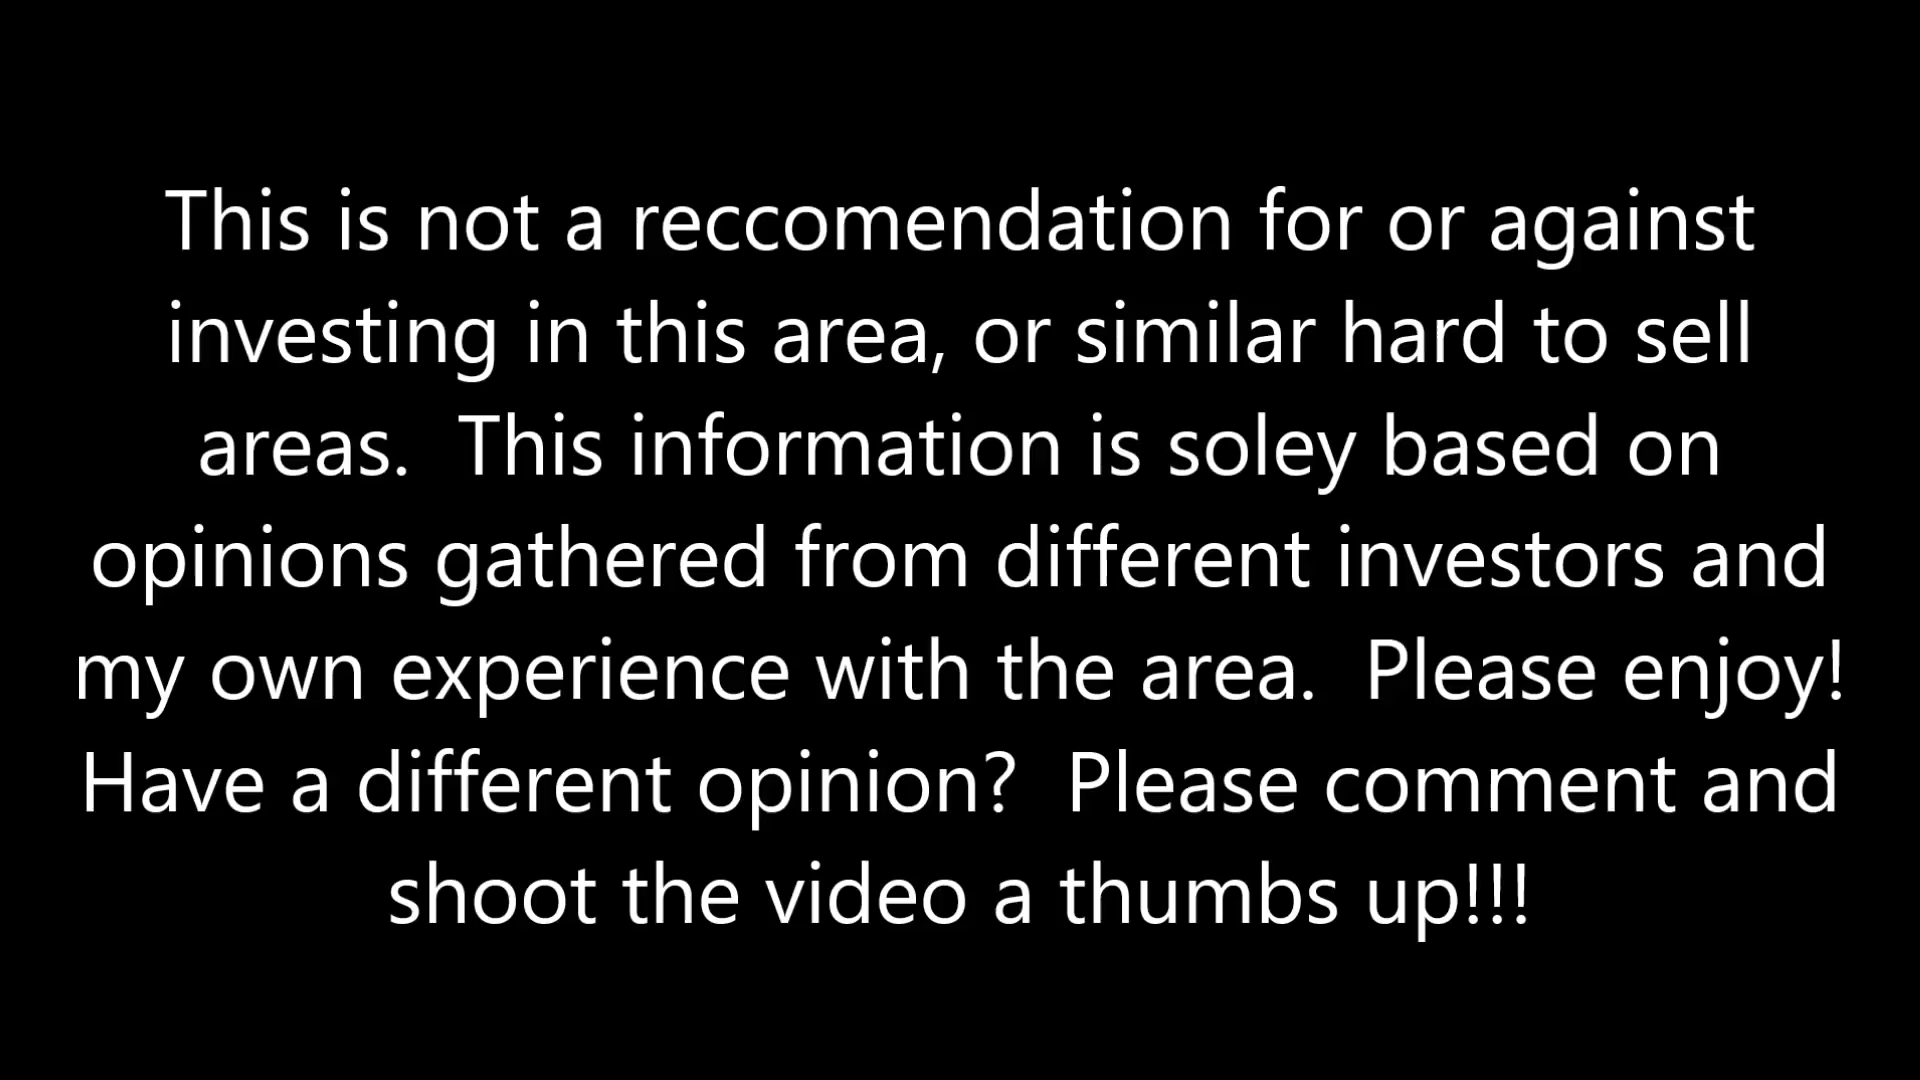 This is not a reccomendation for or against
investing in this area, or similar hard to sell
areas.  This information is soley based on
opinions gathered from different investors and
my own experience with the area.  Please enjoy!
Have a different opinion?  Please comment and
shoot the video a thumbs up!!!